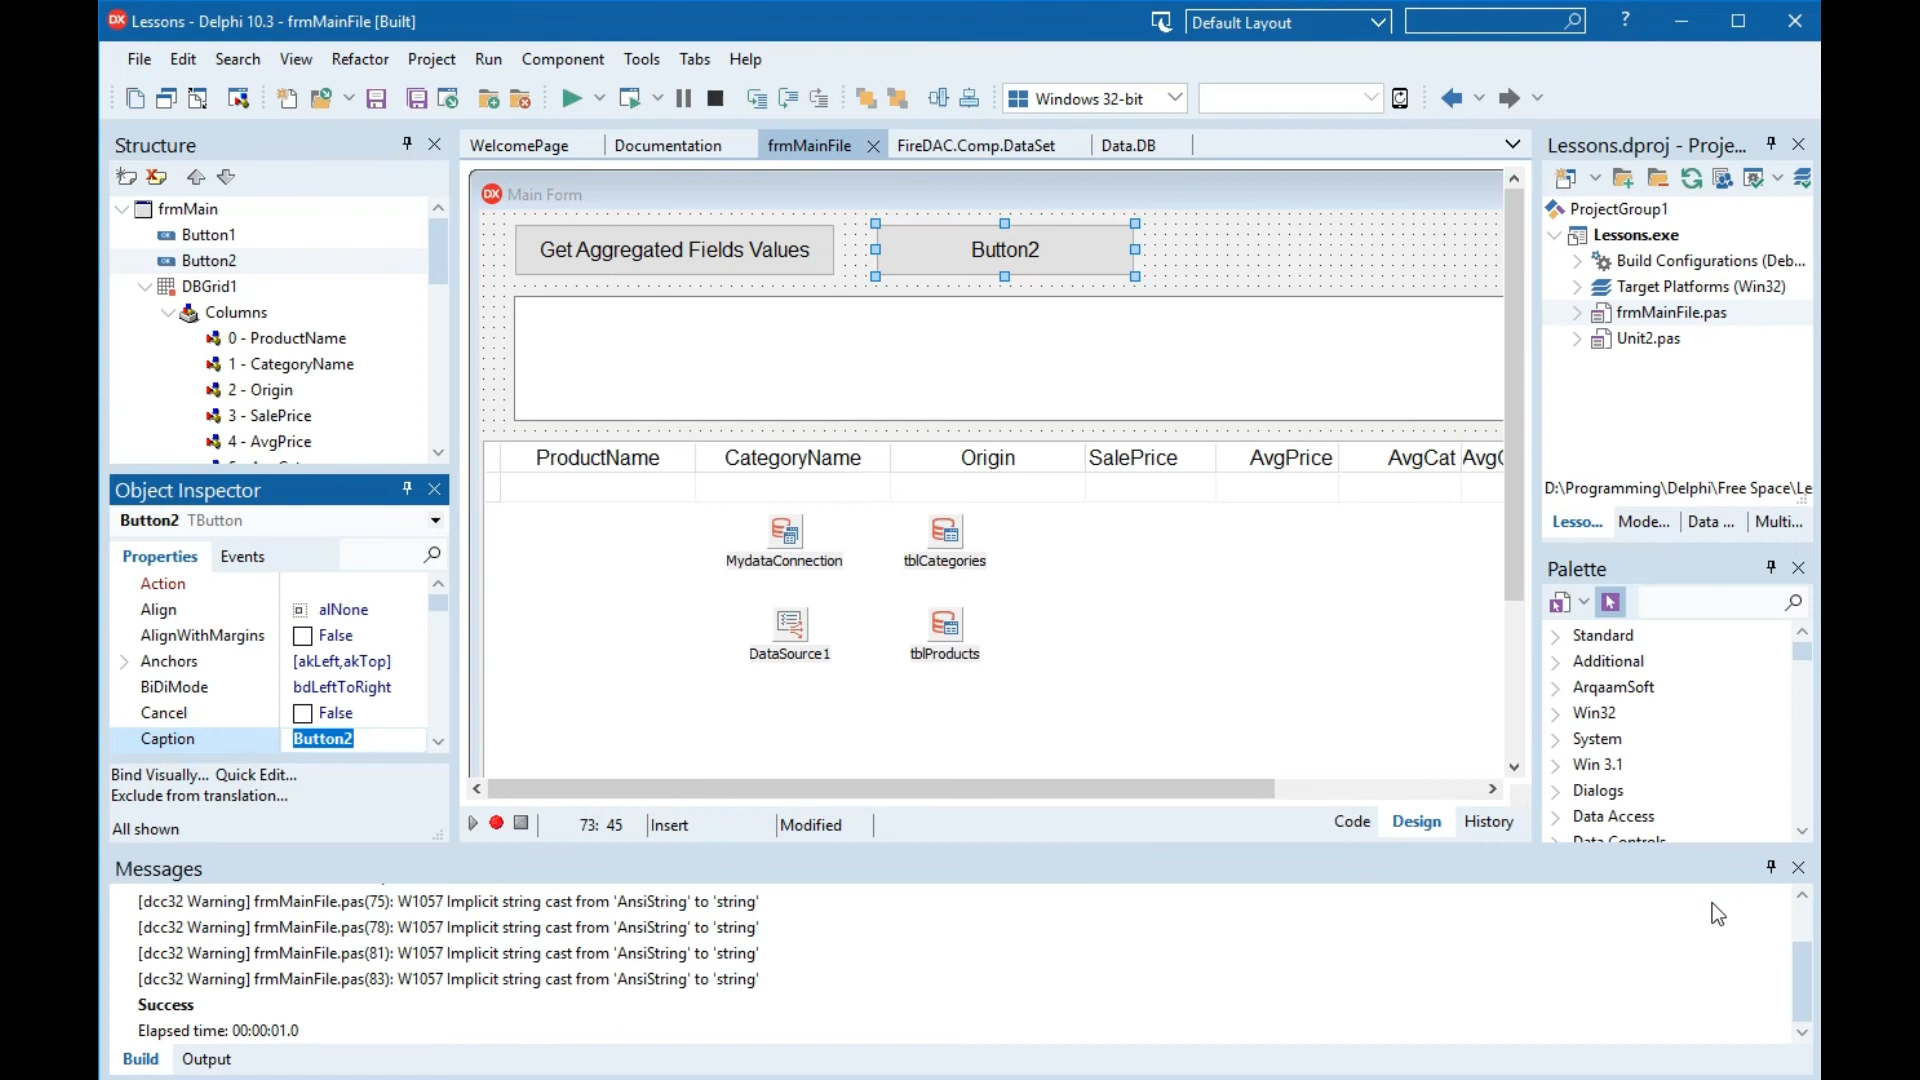 Lessons - Delphi 10.3 - frmMainFile [Built]
Default Layout
?
File Edit Search View Refactor Project Run Component Tools Tabs Help
Windows 32-bit
Structure
frmMain
Button1
Button2
DBGrid1
Columns
0 - ProductName
1 - CategoryName
2 - Origin
3 - SalePrice
4 - AvgPrice
Object Inspector
Button2 TButton
Properties Events
Action
Align alNone
AlignWithMargins False
Anchors [akLeft,akTop]
BiDiMode bdLeftToRight
Cancel False
Caption Button2
Bind Visually... Quick Edit...
Exclude from translation...
All shown
WelcomePage Documentation frmMainFile FireDAC.Comp.DataSet Data.DB
Main Form
Get Aggregated Fields Values Button2
ProductName CategoryName Origin SalePrice AvgPrice AvgCat
MydataConnection tblCategories
DataSource1 tblProducts
73: 45 Insert Modified
Code Design History
Lessons.dproj - Proje...
ProjectGroup1
Lessons.exe
Build Configurations (Deb...
Target Platforms (Win32)
frmMainFile.pas
Unit2.pas
D:\Programming\Delphi\Free Space\Le
Lesso... Mode... Data ... Multi...
Palette
Standard
Additional
ArqaamSoft
Win32
System
Win 3.1
Dialogs
Data Access
Data Controls
Messages
[dcc32 Warning] frmMainFile.pas(75): W1057 Implicit string cast from 'AnsiString' to 'string'
[dcc32 Warning] frmMainFile.pas(78): W1057 Implicit string cast from 'AnsiString' to 'string'
[dcc32 Warning] frmMainFile.pas(81): W1057 Implicit string cast from 'AnsiString' to 'string'
[dcc32 Warning] frmMainFile.pas(83): W1057 Implicit string cast from 'AnsiString' to 'string'
Success
Elapsed time: 00:00:01.0
Build Output